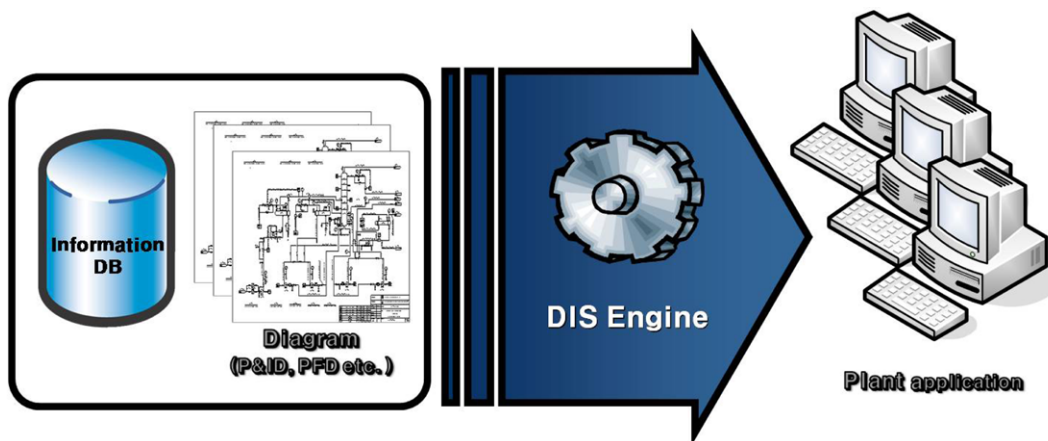 Information
DB
Diagram
(P&ID, PFD etc. )
DIS Engine
Plant application